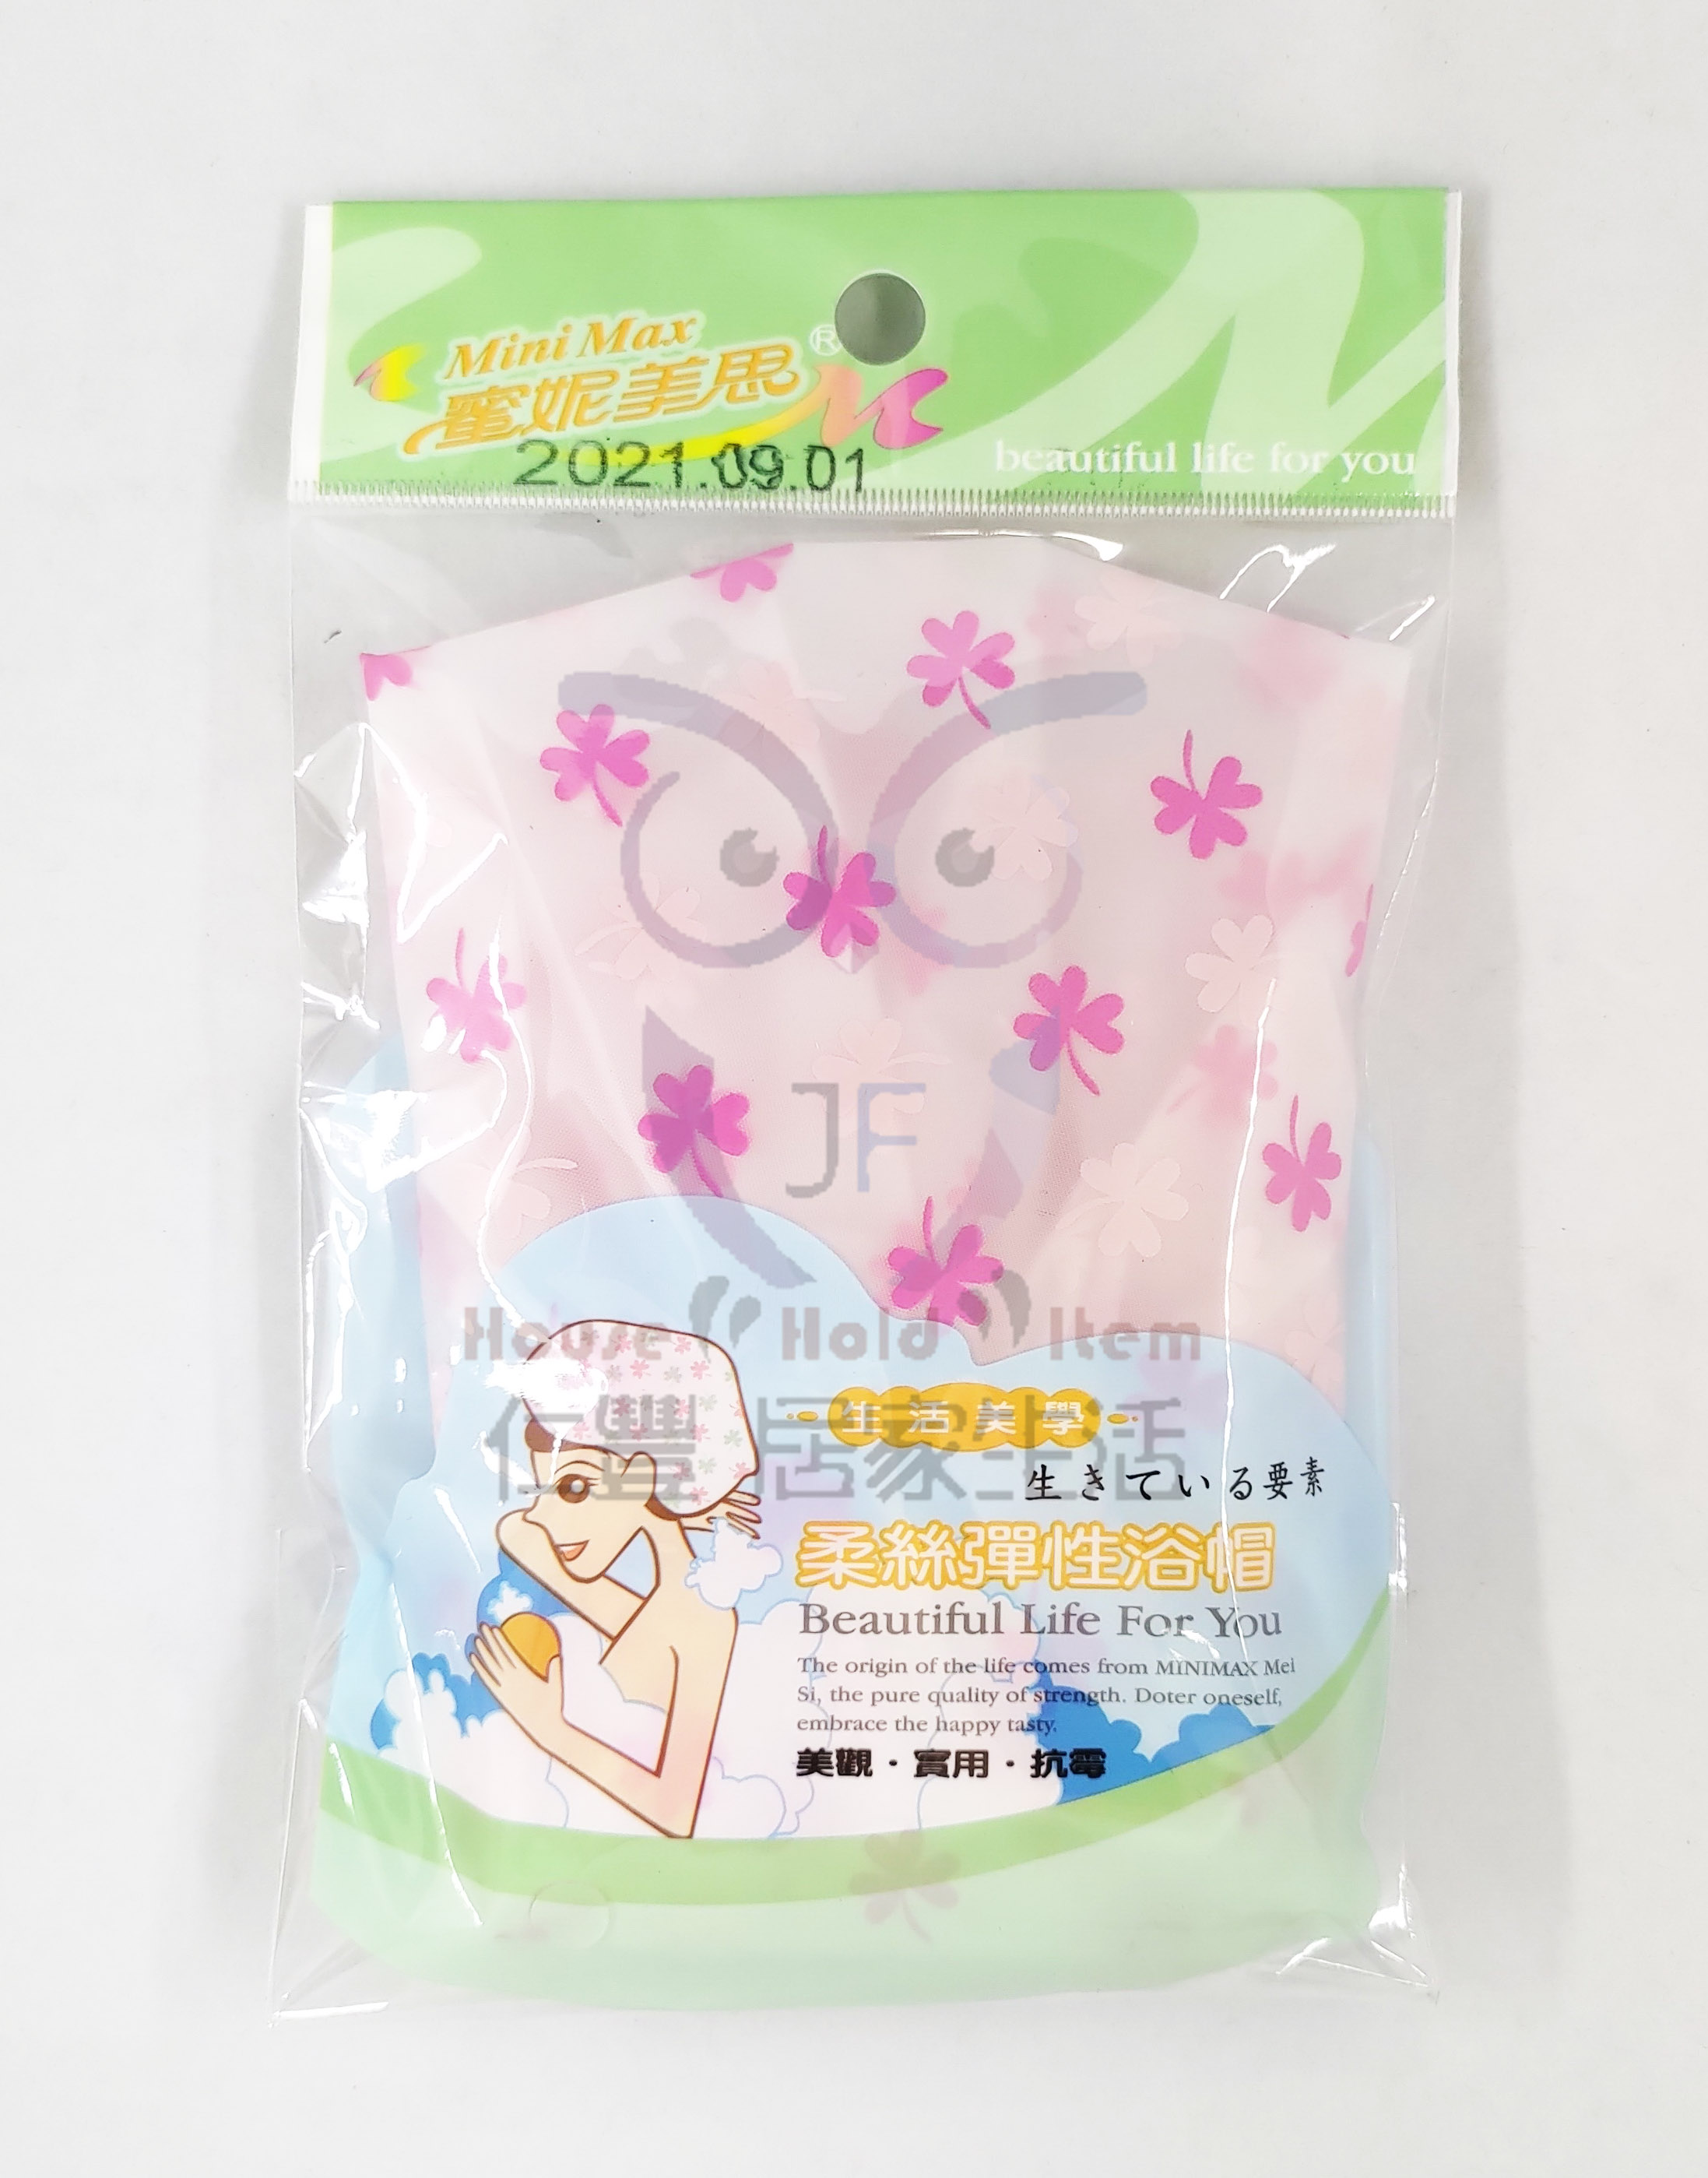 Mini Max
蜜妮美思®
2021.09.01
beautiful life for you
JF
House Hold Item
仁豐 居家生活
生活美學
生きている要素
柔絲彈性浴帽
Beautiful Life For You
The origin of the life comes from MINIMAX Mei
Si, the pure quality of strength. Doter oneself,
embrace the happy tasty.
美觀·實用·抗霉